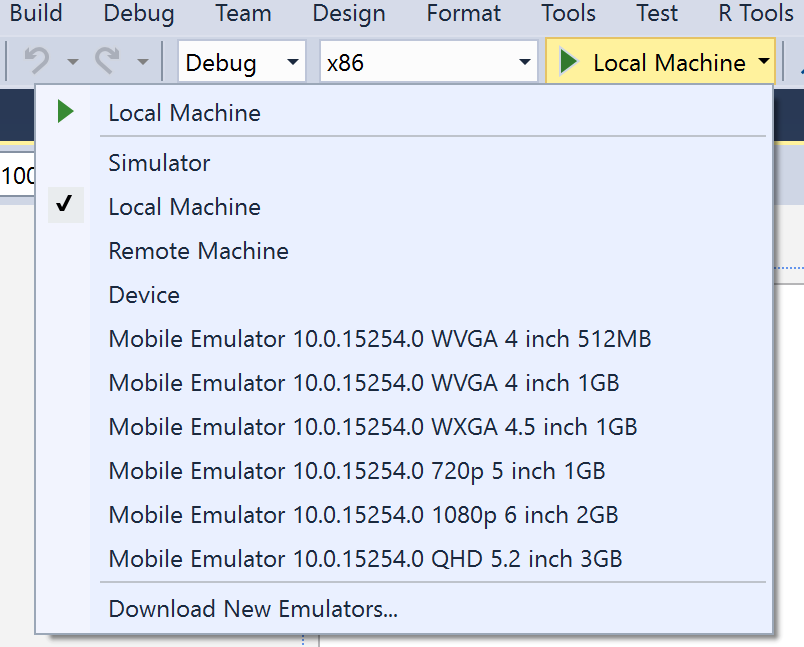 Build Debug Team Design Format Tools Test R Tools
Debug x86 Local Machine
Local Machine
100
Simulator
Local Machine
Remote Machine
Device
Mobile Emulator 10.0.15254.0 WVGA 4 inch 512MB
Mobile Emulator 10.0.15254.0 WVGA 4 inch 1GB
Mobile Emulator 10.0.15254.0 WXGA 4.5 inch 1GB
Mobile Emulator 10.0.15254.0 720p 5 inch 1GB
Mobile Emulator 10.0.15254.0 1080p 6 inch 2GB
Mobile Emulator 10.0.15254.0 QHD 5.2 inch 3GB
Download New Emulators...